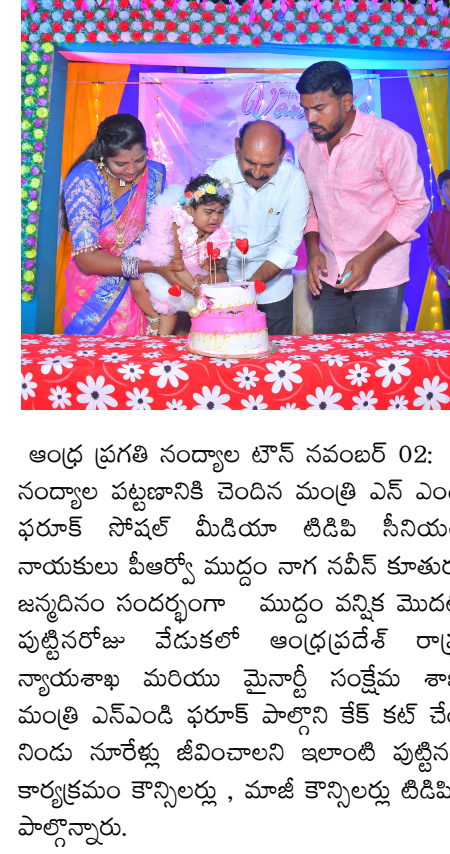 ఆంధ్ర ప్రగతి నంద్యాల టౌన్ నవంబర్ 02:
నంద్యాల పట్టణానికి చెందిన మంత్రి ఎన్ ఎం
ఫరూక్ సోషల్ మీడియా టిడిపి సీనియ
నాయకులు పీఆర్వో ముద్దం నాగ నవీన్ కూతుర
జన్మదినం సందర్భంగా ముద్దం వన్షిక మొద
పుట్టినరోజు వేడుకలో ఆంధ్రప్రదేశ్ రా
న్యాయశాఖ మరియు మైనార్టీ సంక్షేమ శా
మంత్రి ఎన్ఎండి ఫరూక్ పాల్గొని కేక్ కట్ చే
నిండు నూరేళ్లు జీవించాలని ఇలాంటి పుట్టిన
కార్యక్రమం కౌన్సిలర్లు , మాజీ కౌన్సిలర్లు టిడిపి
పాల్గొన్నారు.